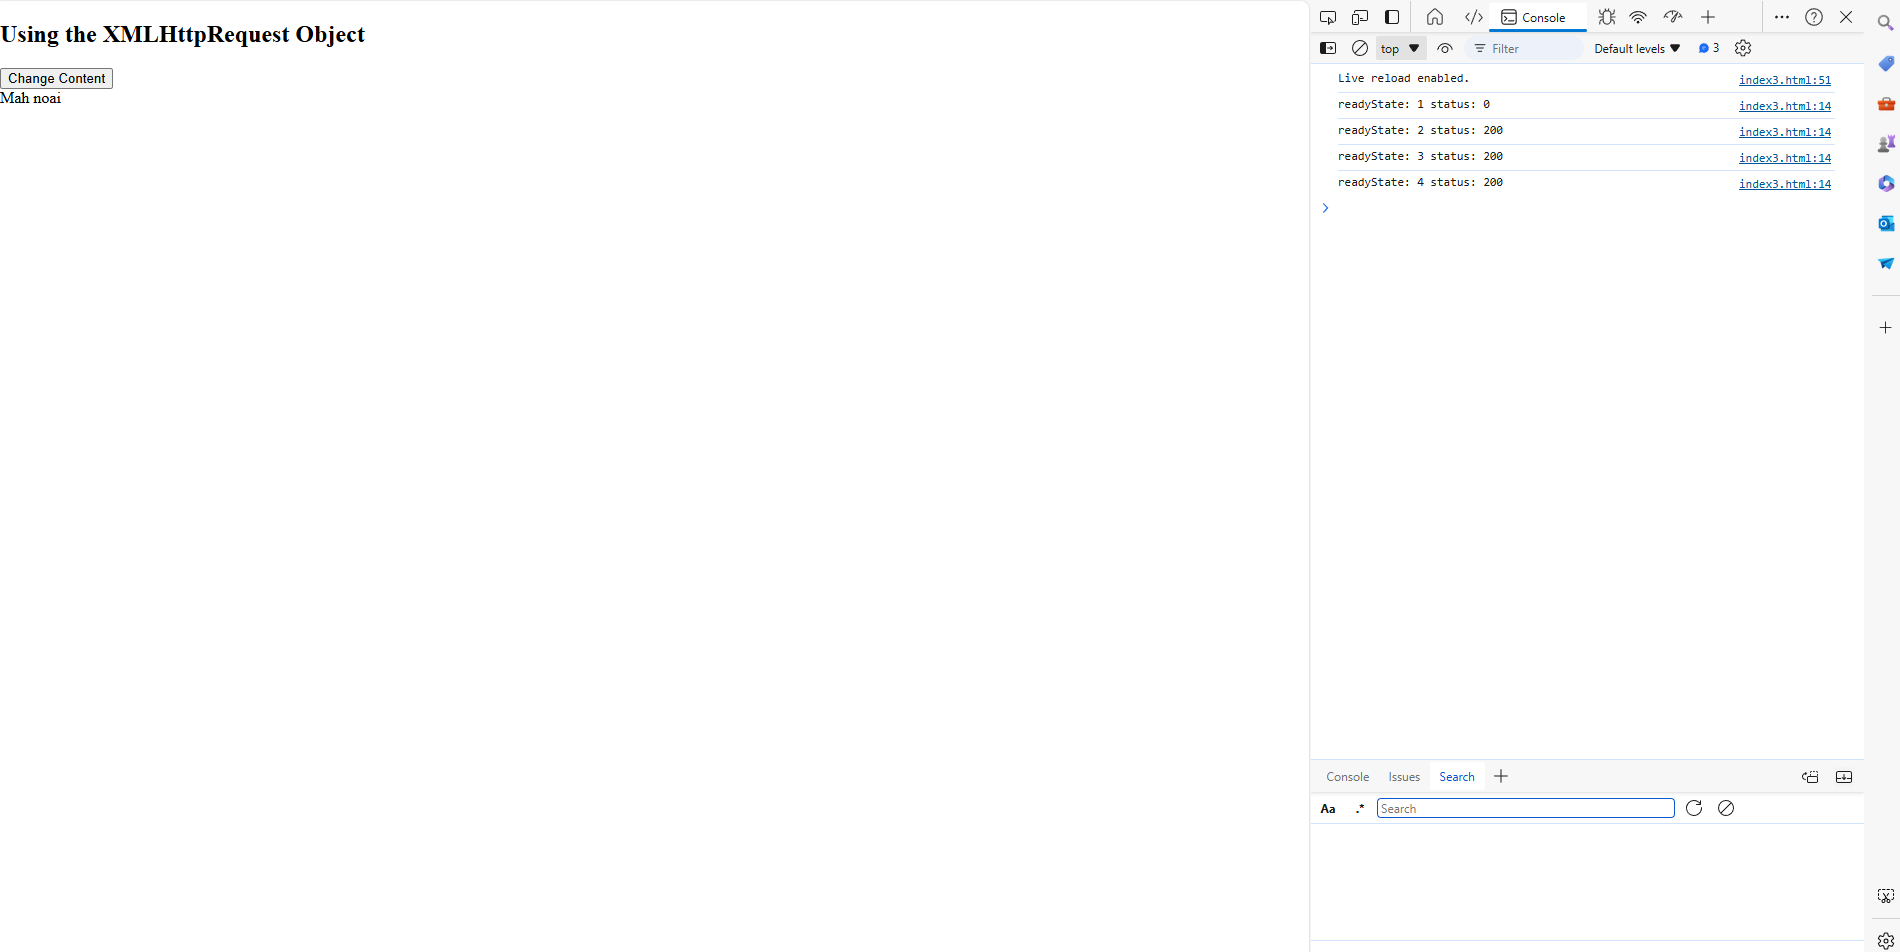 Using the XMLHttpRequest Object
Change Content
Mah noai
Console
top
Filter
Default levels
3
Live reload enabled. index3.html:51
readyState: 1 status: 0 index3.html:14
readyState: 2 status: 200 index3.html:14
readyState: 3 status: 200 index3.html:14
readyState: 4 status: 200 index3.html:14
Console Issues Search
Aa .* Search